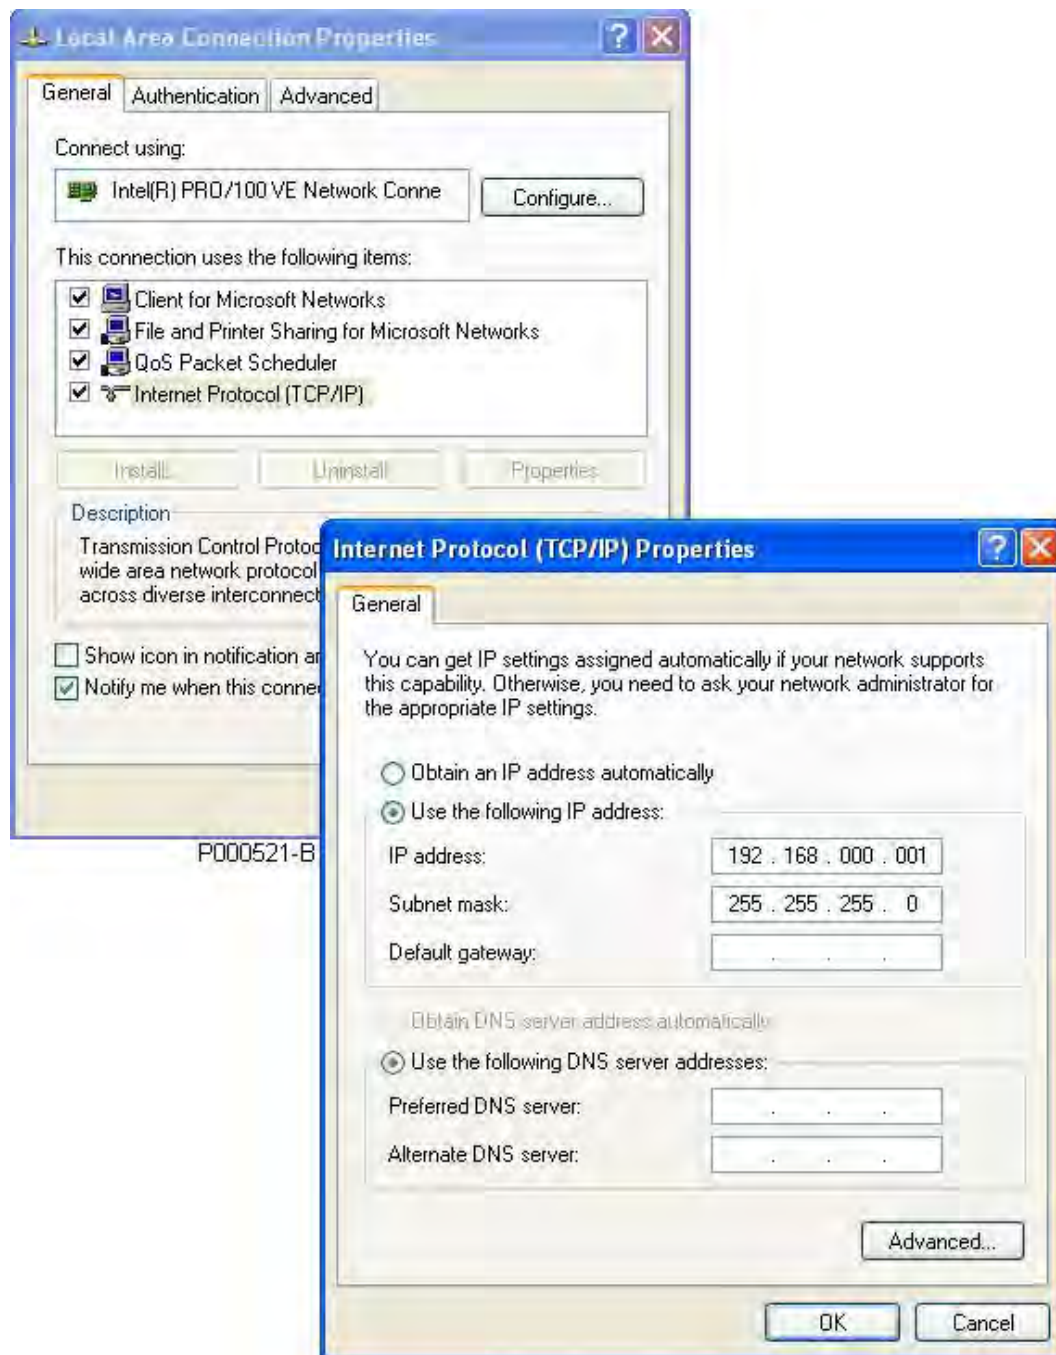 Local Area Connection Properties
General Authentication Advanced
Connect using:
Intel(R) PRO/100 VE Network Conne Configure...
This connection uses the following items:
Client for Microsoft Networks
File and Printer Sharing for Microsoft Networks
QoS Packet Scheduler
Internet Protocol (TCP/IP)
Install... Uninstall Properties
Description
Transmission Control Protoc
wide area network protocol
across diverse interconnect
Show icon in notification ar
Notify me when this connec
P000521-B
Internet Protocol (TCP/IP) Properties
General
You can get IP settings assigned automatically if your network supports
this capability. Otherwise, you need to ask your network administrator for
the appropriate IP settings.
Obtain an IP address automatically
Use the following IP address:
IP address: 192 . 168 . 000 . 001
Subnet mask: 255 . 255 . 255 . 0
Default gateway: . . .
Obtain DNS server address automatically
Use the following DNS server addresses:
Preferred DNS server: . . .
Alternate DNS server: . . .
Advanced...
OK Cancel